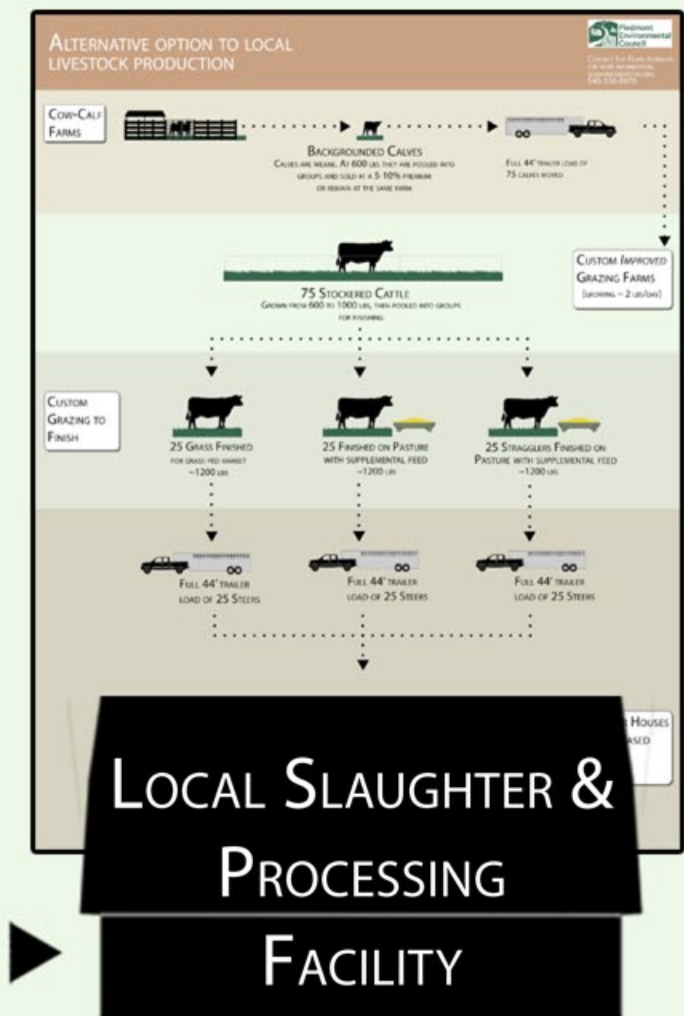 ALTERNATIVE OPTION TO LOCAL
LIVESTOCK PRODUCTION
Piedmont
Environmental
Council
COW-CALF
FARMS
BACKGROUNDED CALVES
CALVES ARE WEANE. AT 600 LBS THEY ARE POOLED INTO
GROUPS AND SOLD AT A 5-10% PREMIUM
OR REMAIN AT THE SAME FARM
FULL 44' TRAILER LOAD OF
75 CALVES MOVED
CUSTOM IMPROVED
GRAZING FARMS
(GROWING ~ 2 LBS/DAY)
75 STOCKERED CATTLE
GROWN FROM 600 TO 1000 LBS, THEN POOLED INTO GROUPS
FOR FINISHING
CUSTOM
GRAZING TO
FINISH
25 GRASS FINISHED
FOR GRASS-FED MARKET
~1200 LBS
25 FINISHED ON PASTURE
WITH SUPPLEMENTAL FEED
~1200 LBS
25 STRAGGLERS FINISHED ON
PASTURE WITH SUPPLEMENTAL FEED
~1200 LBS
FULL 44' TRAILER
LOAD OF 25 STEERS
FULL 44' TRAILER
LOAD OF 25 STEERS
FULL 44' TRAILER
LOAD OF 25 STEERS
HOUSES
LOCAL SLAUGHTER &
PROCESSING
FACILITY